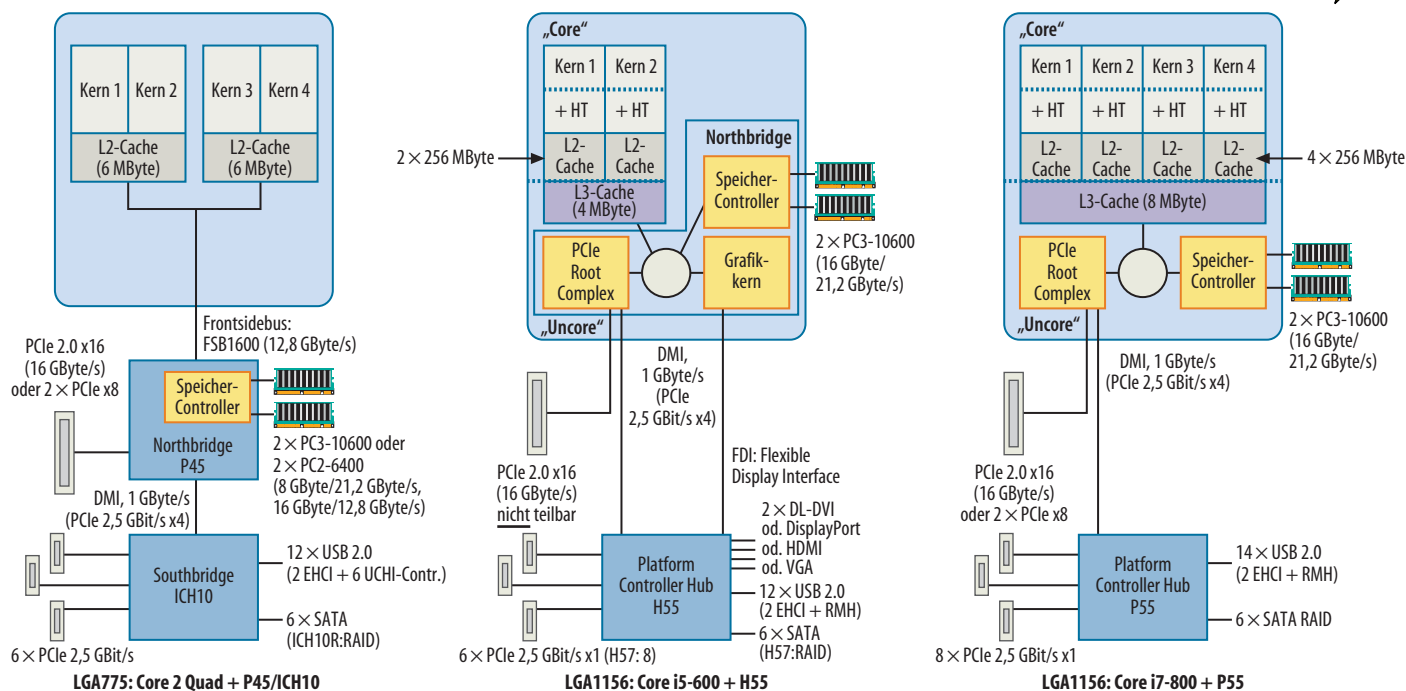 Kern 1
Kern 2
Kern 3
Kern 4
L2-Cache
(6 MByte)
L2-Cache
(6 MByte)
Frontsidebus:
FSB1600 (12,8 GByte/s)
PCIe 2.0 x16
(16 GByte/s)
oder 2 × PCIe x8
Speicher-
Controller
Northbridge
P45
2 × PC3-10600 oder
2 × PC2-6400
(8 GByte/21,2 GByte/s,
16 GByte/12,8 GByte/s)
DMI, 1 GByte/s
(PCIe 2,5 GBit/s x4)
Southbridge
ICH10
12 × USB 2.0
(2 EHCI + 6 UCHI-Contr.)
6 × SATA
(ICH10R:RAID)
6 × PCIe 2,5 GBit/s
LGA775: Core 2 Quad + P45/ICH10
„Core“
Kern 1
Kern 2
+ HT
+ HT
L2-
Cache
L2-
Cache
2 × 256 MByte
L3-Cache
(4 MByte)
Northbridge
Speicher-
Controller
2 × PC3-10600
(16 GByte/
21,2 GByte/s)
PCIe
Root
Complex
Grafik-
kern
„Uncore“
DMI,
1 GByte/s
(PCIe
2,5 GBit/s x4)
PCIe 2.0 x16
(16 GByte/s)
nicht teilbar
FDI: Flexible
Display Interface
2 × DL-DVI
od. DisplayPort
od. HDMI
od. VGA
Platform
Controller Hub
H55
12 × USB 2.0
(2 EHCI + RMH)
6 × SATA
(H57:RAID)
6 × PCIe 2,5 GBit/s x1 (H57: 8)
LGA1156: Core i5-600 + H55
„Core“
Kern 1
Kern 2
Kern 3
Kern 4
+ HT
+ HT
+ HT
+ HT
L2-
Cache
L2-
Cache
L2-
Cache
L2-
Cache
4 × 256 MByte
L3-Cache (8 MByte)
PCIe
Root
Complex
Speicher-
Controller
„Uncore“
2 × PC3-10600
(16 GByte/
21,2 GByte/s)
DMI, 1 GByte/s
(PCIe 2,5 GBit/s x4)
PCIe 2.0 x16
(16 GByte/s)
oder 2 × PCIe x8
Platform
Controller Hub
P55
14 × USB 2.0
(2 EHCI + RMH)
6 × SATA RAID
8 × PCIe 2,5 GBit/s x1
LGA1156: Core i7-800 + P55